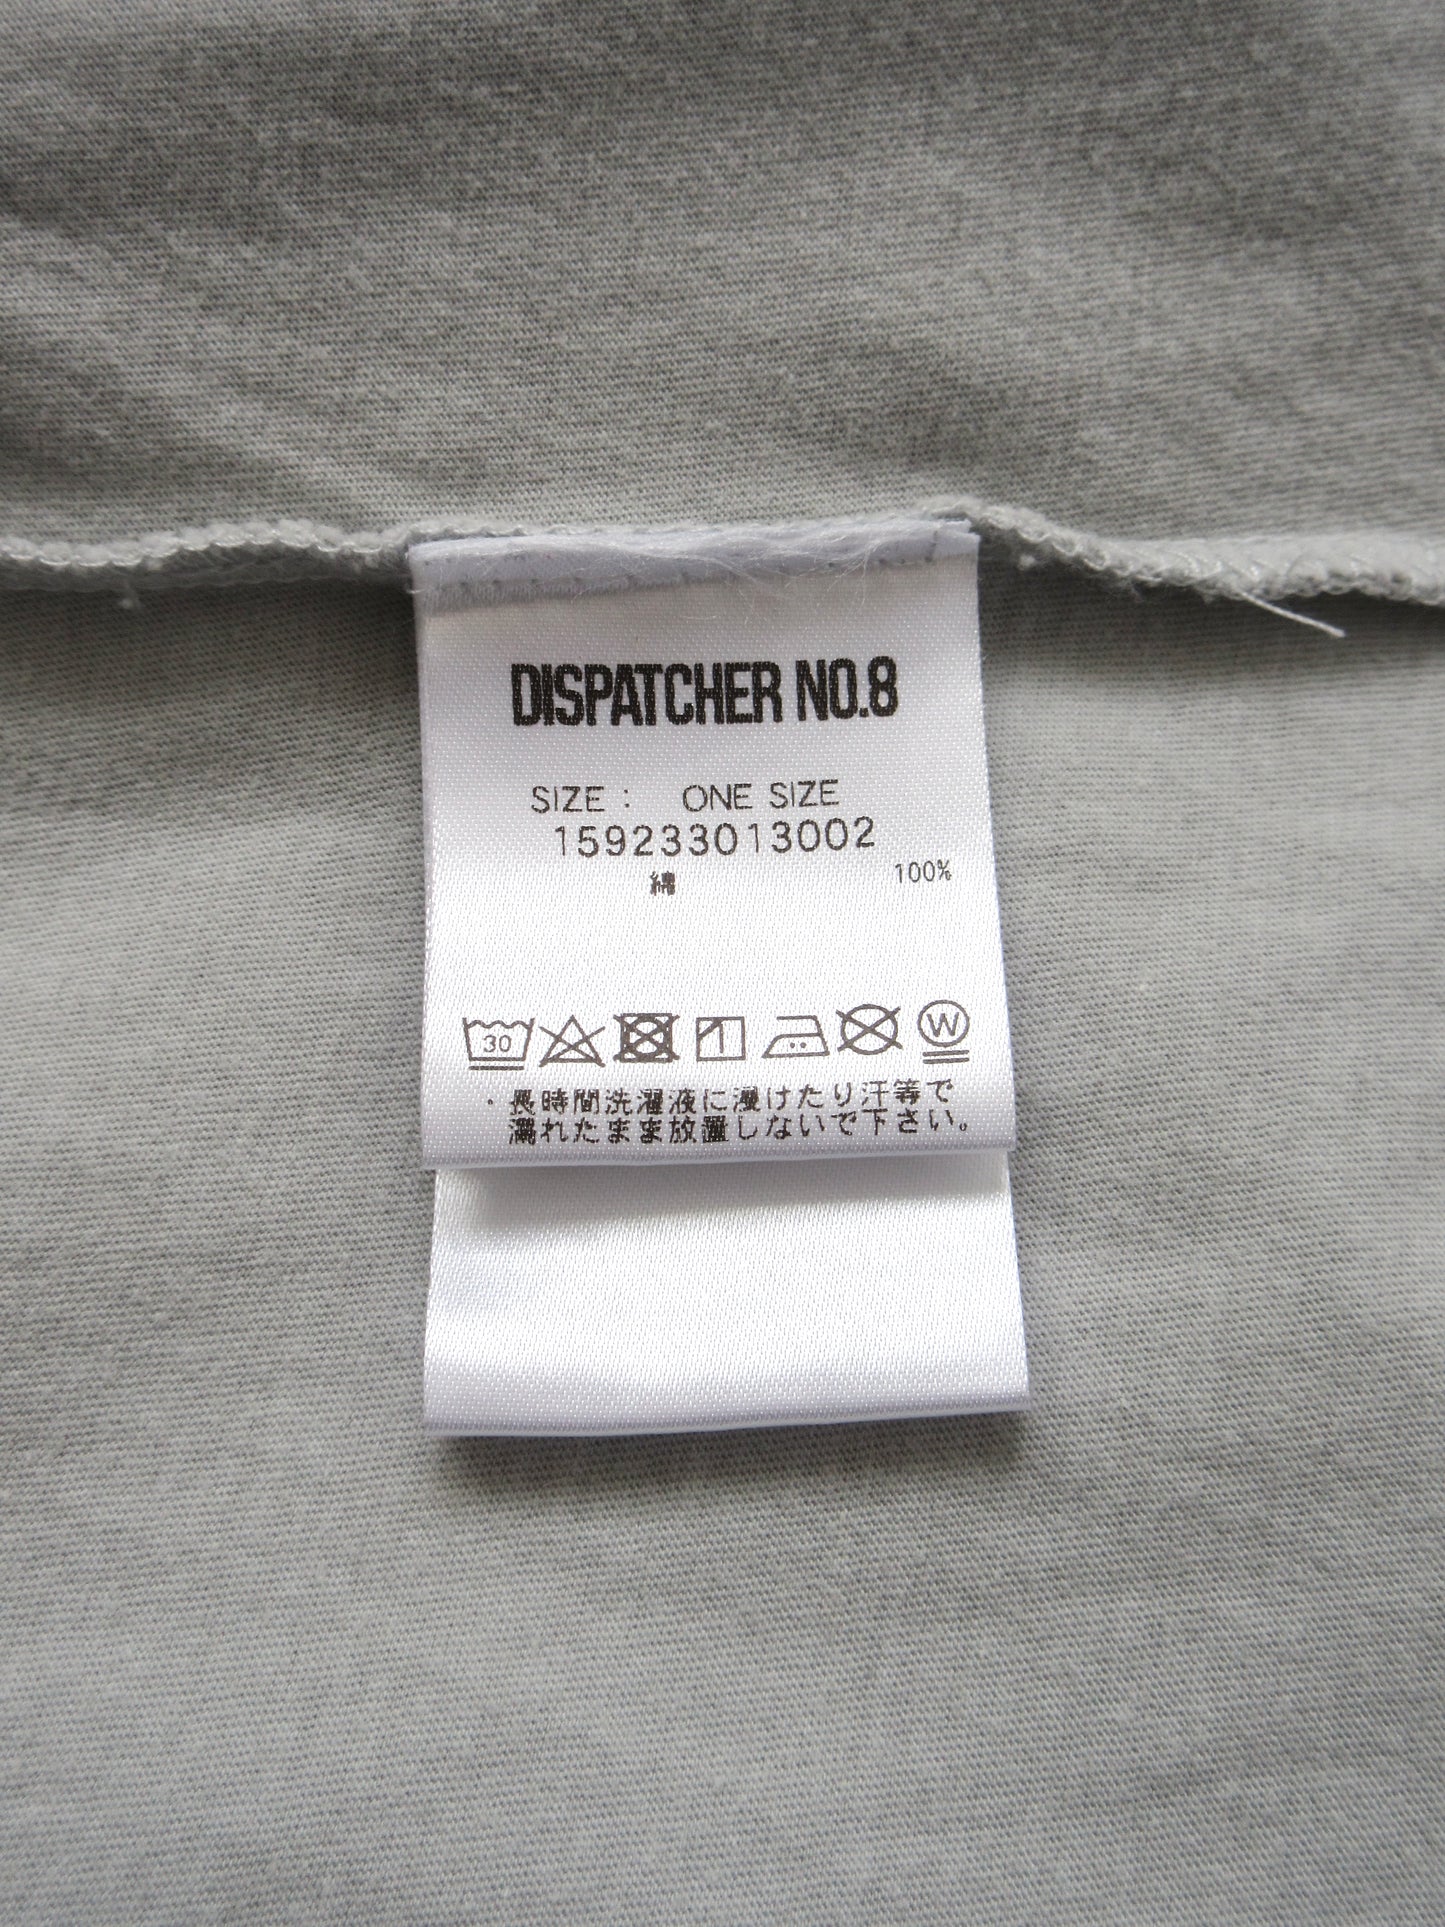 DISPATCHER NO.8
SIZE : ONE SIZE
159233013002
綿 100%
30 W
・長時間洗濯液に浸けたり汗等で
濡れたまま放置しないで下さい。